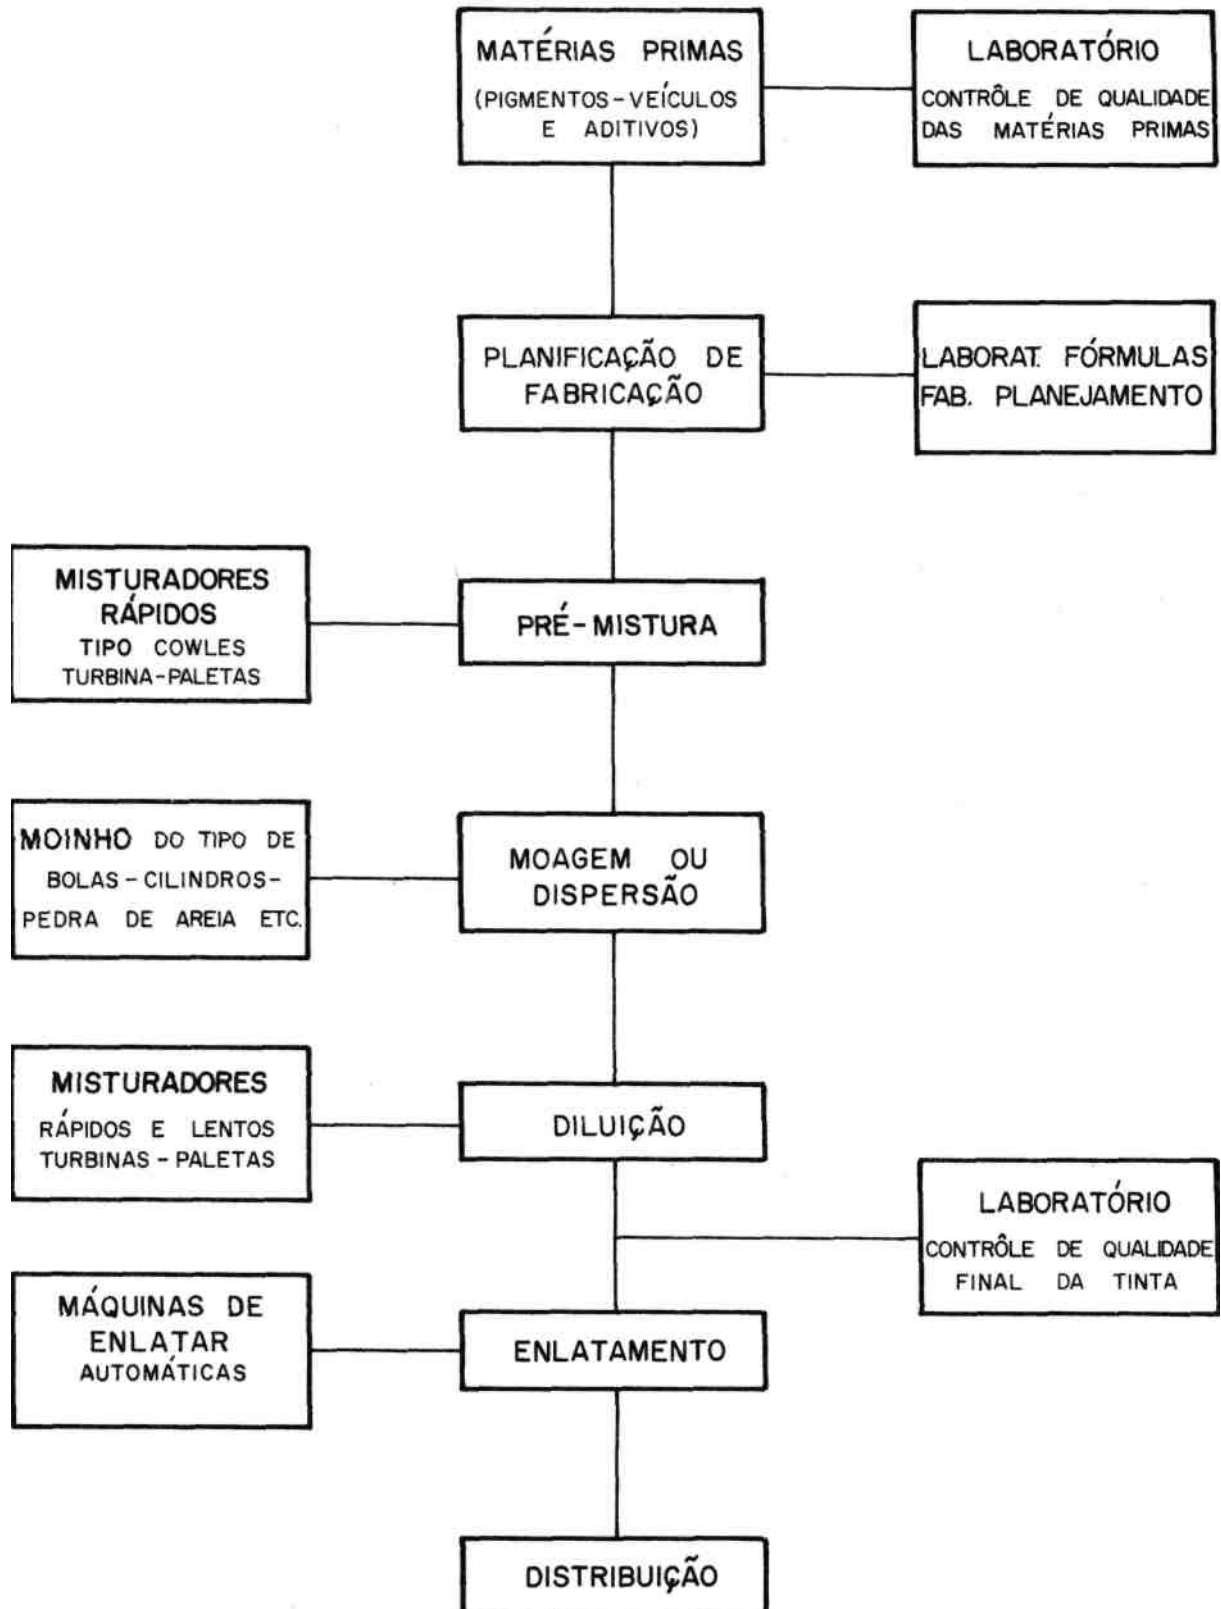 MATÉRIAS PRIMAS
(PIGMENTOS-VEÍCULOS
E ADITIVOS)
LABORATÓRIO
CONTRÔLE DE QUALIDADE
DAS MATÉRIAS PRIMAS
PLANIFICAÇÃO DE
FABRICAÇÃO
LABORAT. FÓRMULAS
FAB. PLANEJAMENTO
MISTURADORES
RÁPIDOS
TIPO COWLES
TURBINA-PALETAS
PRÉ-MISTURA
MOINHO DO TIPO DE
BOLAS-CILINDROS-
PEDRA DE AREIA ETC.
MOAGEM OU
DISPERSÃO
MISTURADORES
RÁPIDOS E LENTOS
TURBINAS-PALETAS
DILUIÇÃO
LABORATÓRIO
CONTRÔLE DE QUALIDADE
FINAL DA TINTA
MÁQUINAS DE
ENLATAR
AUTOMÁTICAS
ENLATAMENTO
DISTRIBUIÇÃO